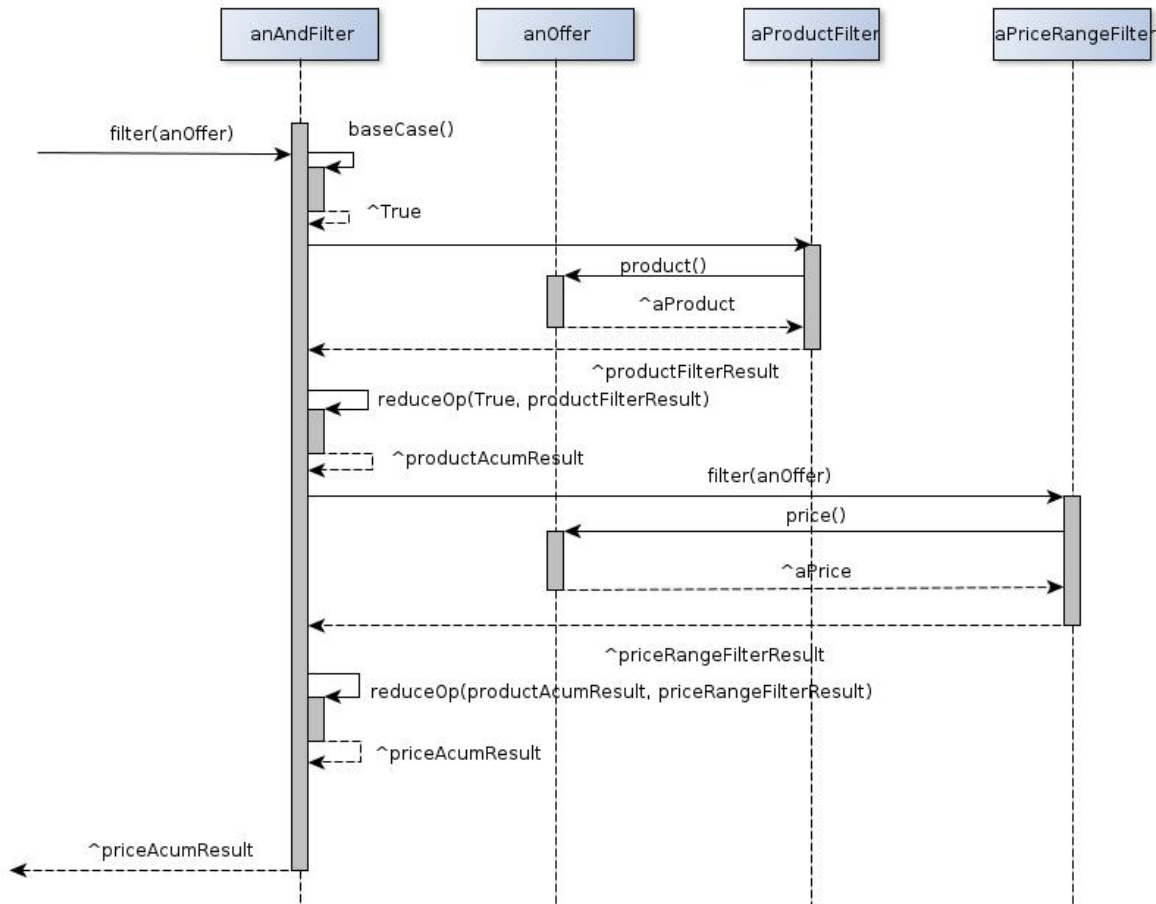 anAndFilter
anOffer
aProductFilter
aPriceRangeFilter
filter(anOffer)
baseCase()
^True
product()
^aProduct
^productFilterResult
reduceOp(True, productFilterResult)
^productAcumResult
filter(anOffer)
price()
^aPrice
^priceRangeFilterResult
reduceOp(productAcumResult, priceRangeFilterResult)
^priceAcumResult
^priceAcumResult